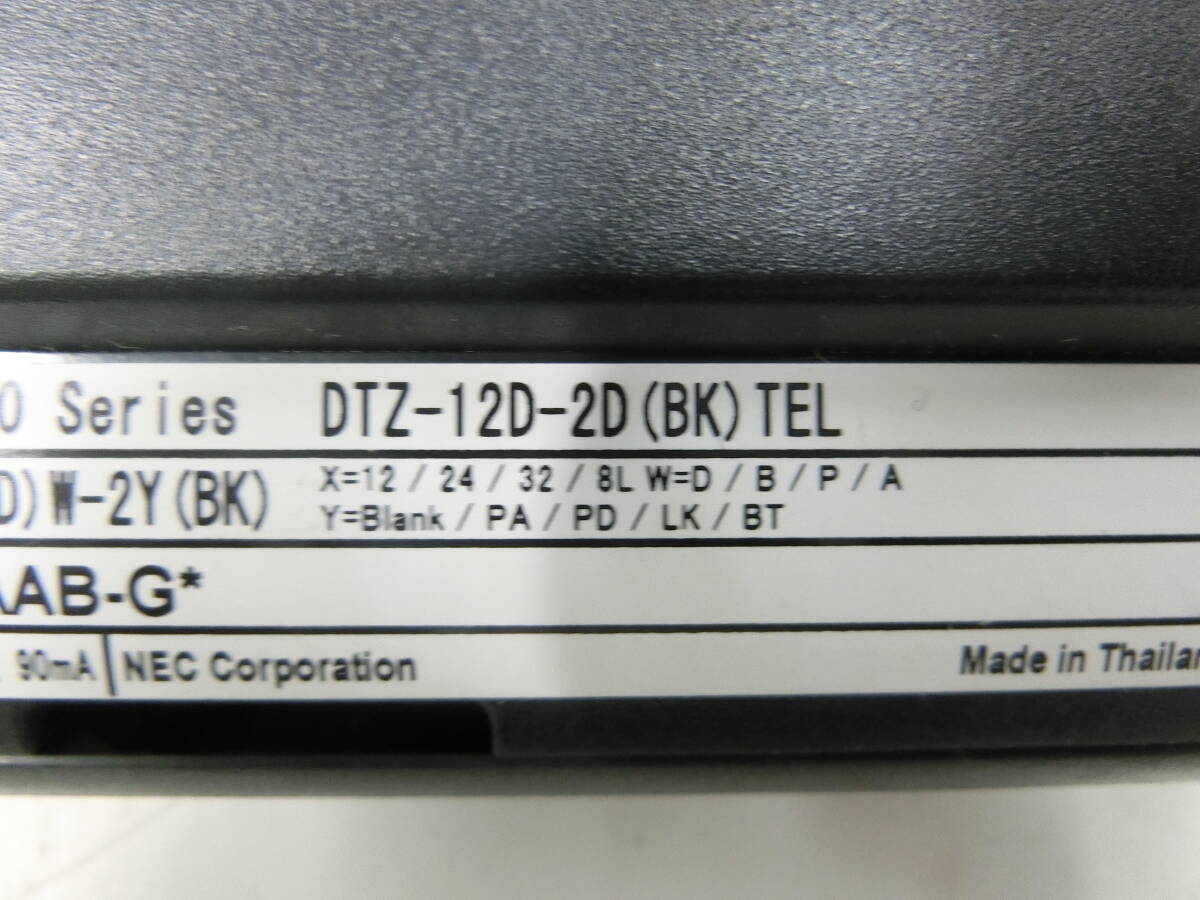 0 Series DTZ-12D-2D(BK)TEL
D)W-2Y(BK) X=12 / 24 / 32 / 8L W=D / B / P / A
Y=Blank / PA / PD / LK / BT
AAB-G*
90mA NEC Corporation Made in Thailan